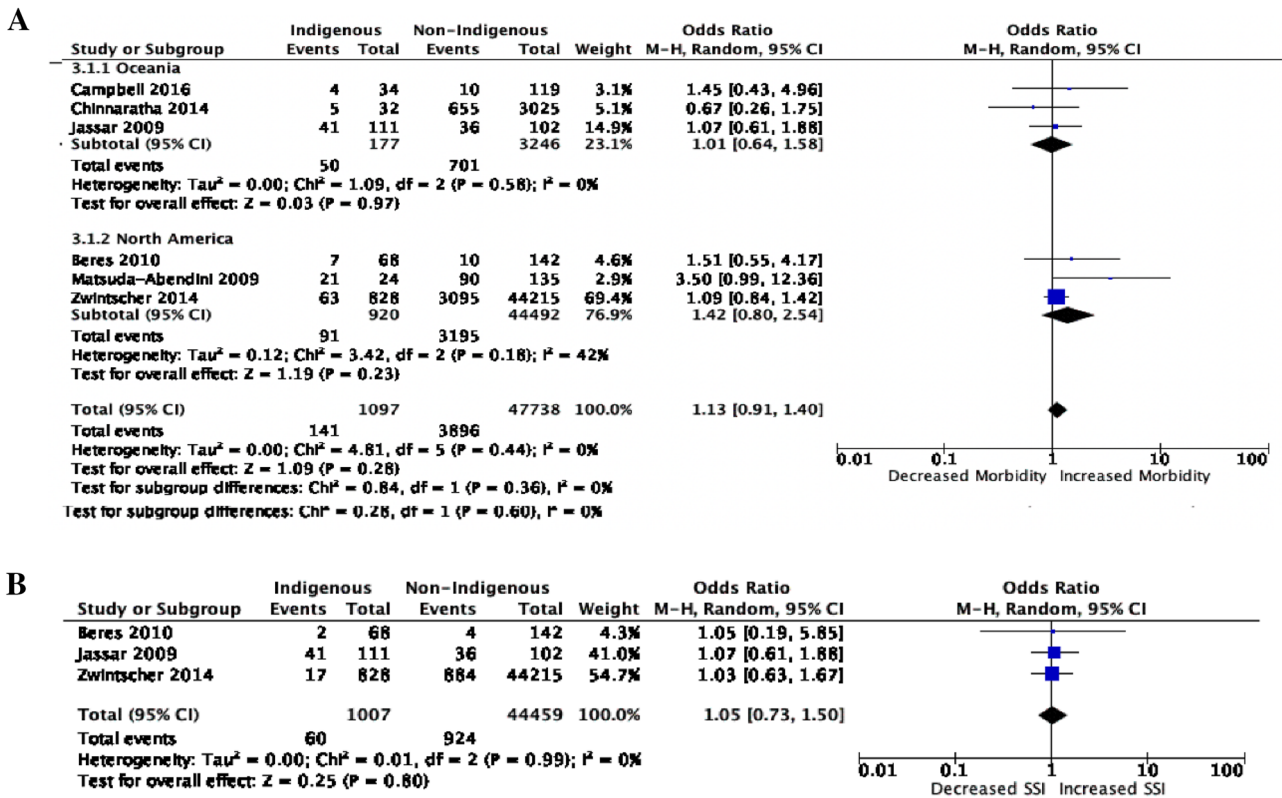 A
Indigenous Non-Indigenous Odds Ratio Odds Ratio
Study or Subgroup Events Total Events Total Weight M-H, Random, 95% CI M-H, Random, 95% CI
3.1.1 Oceania
Campbell 2016 4 34 10 119 3.1% 1.45 [0.43, 4.96]
Chinnaratha 2014 5 32 655 3025 5.1% 0.67 [0.26, 1.75]
Jassar 2009 41 111 36 102 14.9% 1.07 [0.61, 1.88]
Subtotal (95% CI) 177 3246 23.1% 1.01 [0.64, 1.58]
Total events 50 701
Heterogeneity: Tau² = 0.00; Chi² = 1.09, df = 2 (P = 0.58); I² = 0%
Test for overall effect: Z = 0.03 (P = 0.97)
3.1.2 North America
Beres 2010 7 68 10 142 4.6% 1.51 [0.55, 4.17]
Matsuda-Abendini 2009 21 24 90 135 2.9% 3.50 [0.99, 12.36]
Zwintscher 2014 63 828 3095 44215 69.4% 1.09 [0.84, 1.42]
Subtotal (95% CI) 920 44492 76.9% 1.42 [0.80, 2.54]
Total events 91 3195
Heterogeneity: Tau² = 0.12; Chi² = 3.42, df = 2 (P = 0.18); I² = 42%
Test for overall effect: Z = 1.19 (P = 0.23)
Total (95% CI) 1097 47738 100.0% 1.13 [0.91, 1.40]
Total events 141 3896
Heterogeneity: Tau² = 0.00; Chi² = 4.81, df = 5 (P = 0.44); I² = 0%
Test for overall effect: Z = 1.09 (P = 0.28)
Test for subgroup differences: Chi² = 0.84, df = 1 (P = 0.36), I² = 0%
Test for subgroup differences: Chi² = 0.28, df = 1 (P = 0.60), I² = 0%
0.01 0.1 1 10 100
Decreased Morbidity Increased Morbidity
B
Indigenous Non-Indigenous Odds Ratio Odds Ratio
Study or Subgroup Events Total Events Total Weight M-H, Random, 95% CI M-H, Random, 95% CI
Beres 2010 2 68 4 142 4.3% 1.05 [0.19, 5.85]
Jassar 2009 41 111 36 102 41.0% 1.07 [0.61, 1.88]
Zwintscher 2014 17 828 884 44215 54.7% 1.03 [0.63, 1.67]
Total (95% CI) 1007 44459 100.0% 1.05 [0.73, 1.50]
Total events 60 924
Heterogeneity: Tau² = 0.00; Chi² = 0.01, df = 2 (P = 0.99); I² = 0%
Test for overall effect: Z = 0.25 (P = 0.80)
0.01 0.1 1 10 100
Decreased SSI Increased SSI